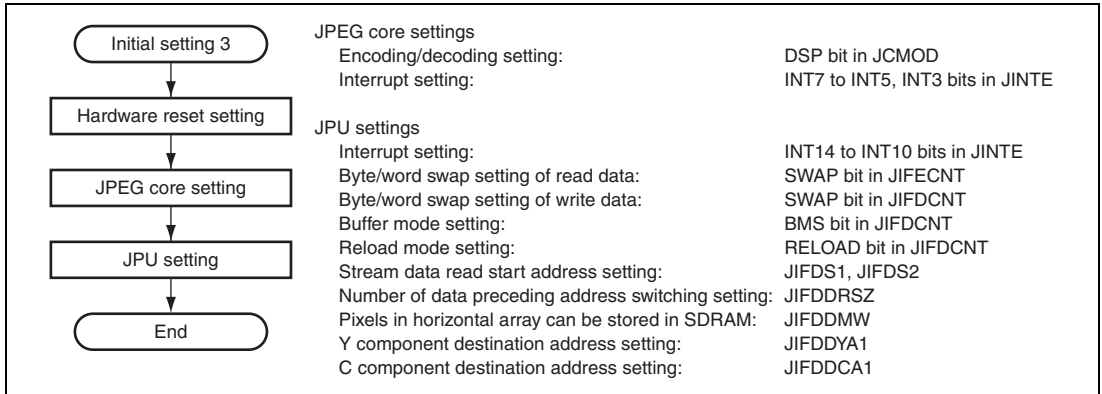 Initial setting 3
Hardware reset setting
JPEG core setting
JPU setting
End
JPEG core settings
Encoding/decoding setting: DSP bit in JCMOD
Interrupt setting: INT7 to INT5, INT3 bits in JINTE
JPU settings
Interrupt setting: INT14 to INT10 bits in JINTE
Byte/word swap setting of read data: SWAP bit in JIFECNT
Byte/word swap setting of write data: SWAP bit in JIFDCNT
Buffer mode setting: BMS bit in JIFDCNT
Reload mode setting: RELOAD bit in JIFDCNT
Stream data read start address setting: JIFDS1, JIFDS2
Number of data preceding address switching setting: JIFDDRSZ
Pixels in horizontal array can be stored in SDRAM: JIFDDMW
Y component destination address setting: JIFDDYA1
C component destination address setting: JIFDDCA1